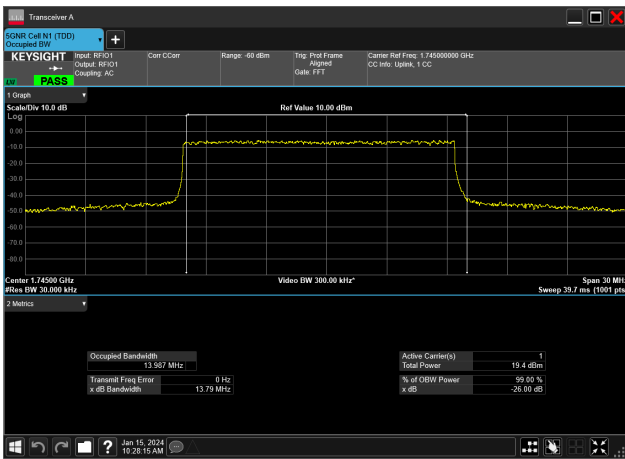 Transceiver A
5GNR Cell N1 (TDD)
Occupied BW
KEYSIGHT
PASS
Input: RFIO1
Output: RFIO1
Coupling: AC
Corr CCorr
Range: -60 dBm
Trig: Prot Frame
Aligned
Gate: FFT
Carrier Ref Freq: 1.745000000 GHz
CC Info: Uplink, 1 CC
1 Graph
Scale/Div 10.0 dB
Ref Value 10.00 dBm
Log
0.00
-10.0
-20.0
-30.0
-40.0
-50.0
-60.0
-70.0
-80.0
Center 1.74500 GHz
Video BW 300.00 kHz*
Span 30 MHz
#Res BW 30.000 kHz
Sweep 39.7 ms (1001 pts
2 Metrics
Occupied Bandwidth
13.987 MHz
Transmit Freq Error 0 Hz
x dB Bandwidth 13.79 MHz
Active Carrier(s) 1
Total Power 19.4 dBm
% of OBW Power 99.00 %
x dB -26.00 dB
?
Jan 15, 2024
10:28:15 AM